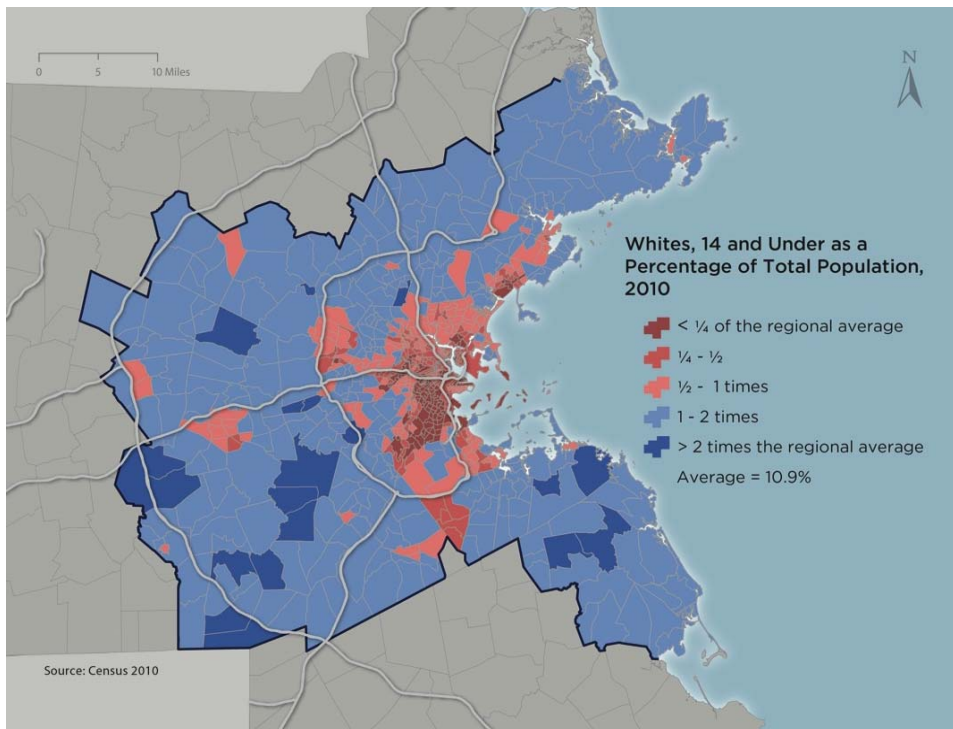 0 5 10 Miles
N
Whites, 14 and Under as a
Percentage of Total Population,
2010
< ¼ of the regional average
¼ - ½
½ - 1 times
1 - 2 times
> 2 times the regional average
Average = 10.9%
Source: Census 2010